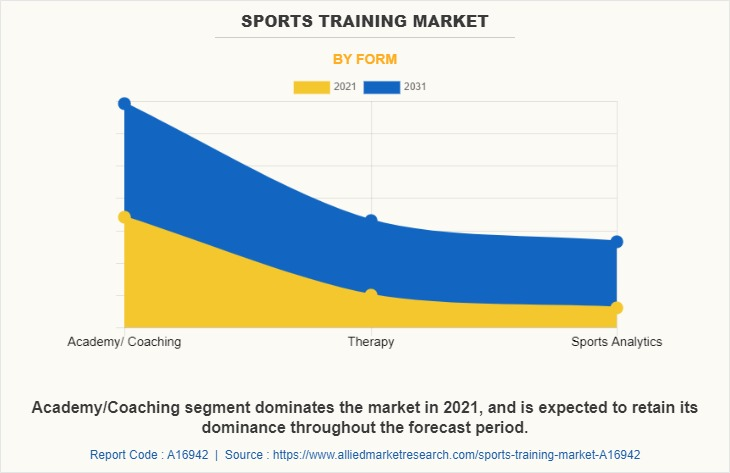 SPORTS TRAINING MARKET
BY FORM
2021 2031
Academy/ Coaching Therapy Sports Analytics
Academy/Coaching segment dominates the market in 2021, and is expected to retain its
dominance throughout the forecast period.
Report Code : A16942 | Source : https://www.alliedmarketresearch.com/sports-training-market-A16942